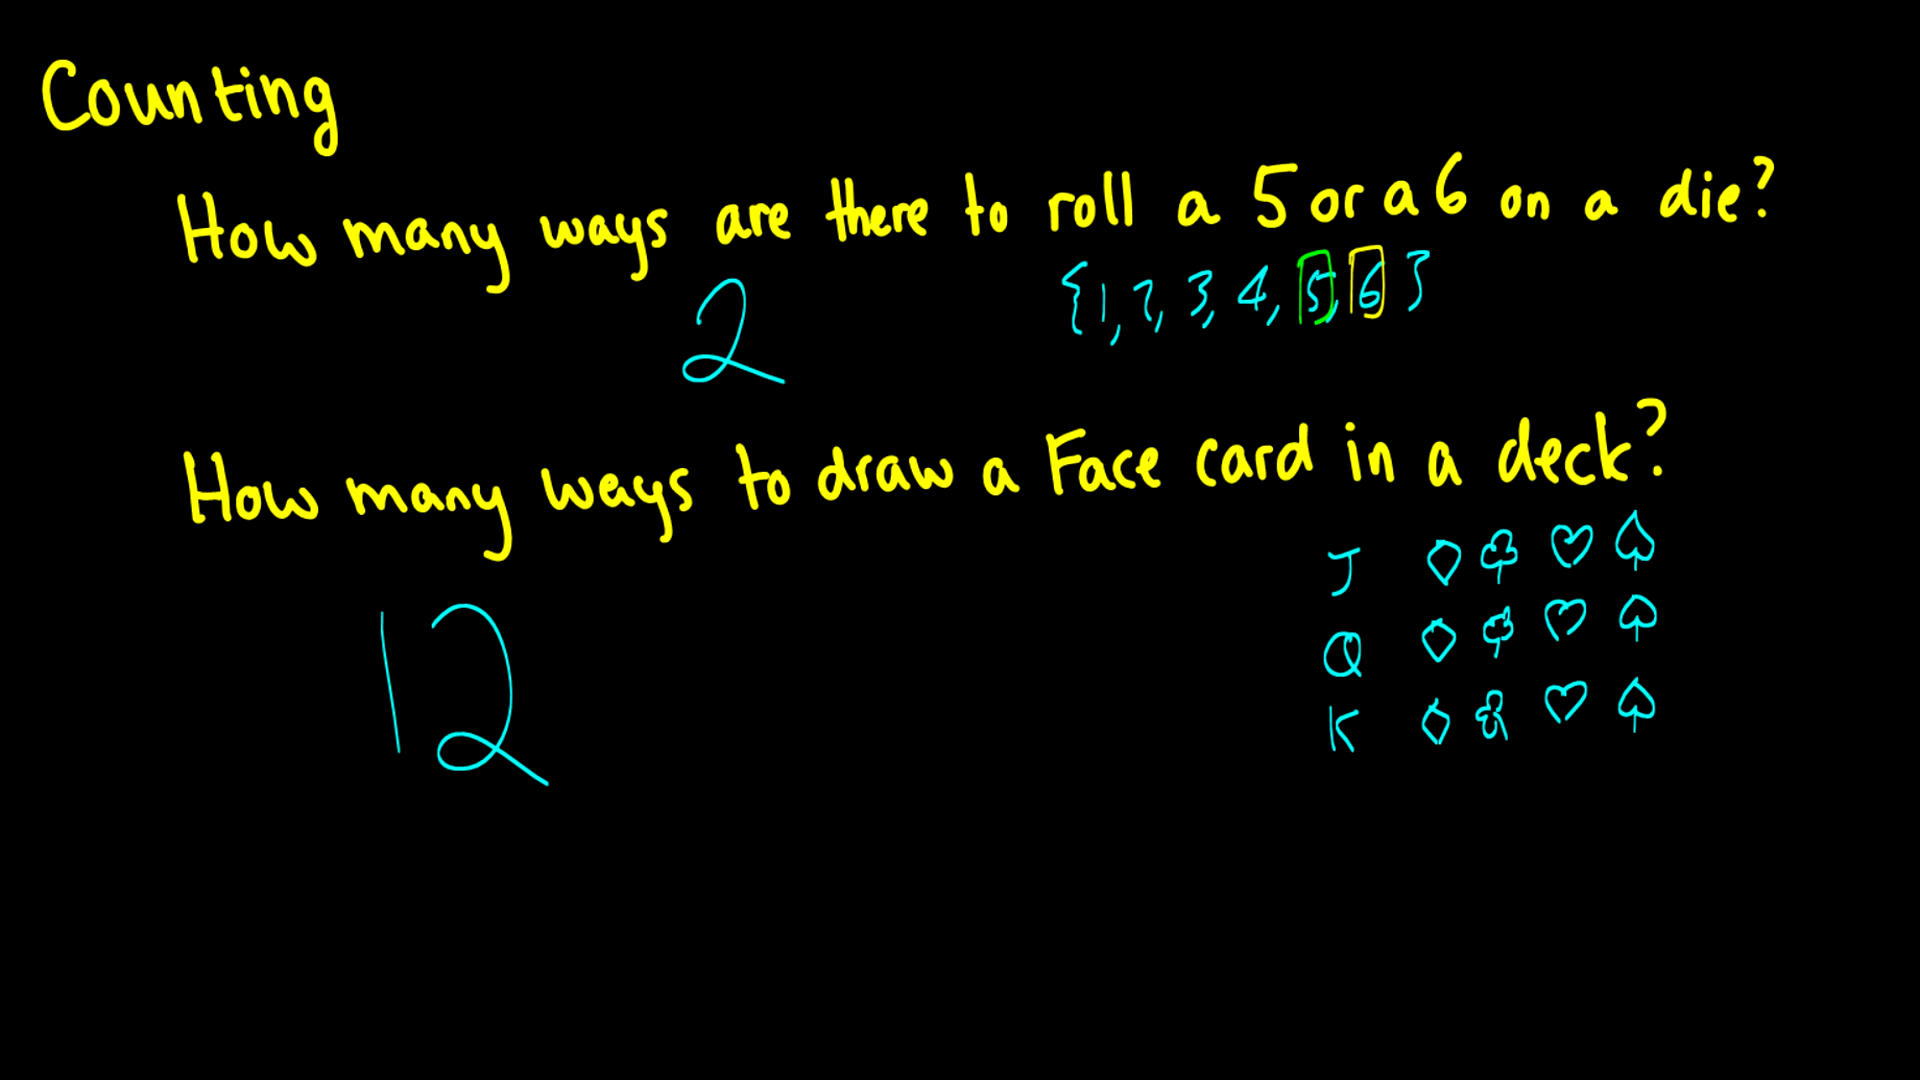 Counting
How many ways are there to roll a 5 or a 6 on a die?
2
{1, 2, 3, 4, 5, 6}
How many ways to draw a Face card in a deck?
J ♢ ♧ ♡ ♤
Q ♢ ♧ ♡ ♤
K ♢ ♧ ♡ ♤
12